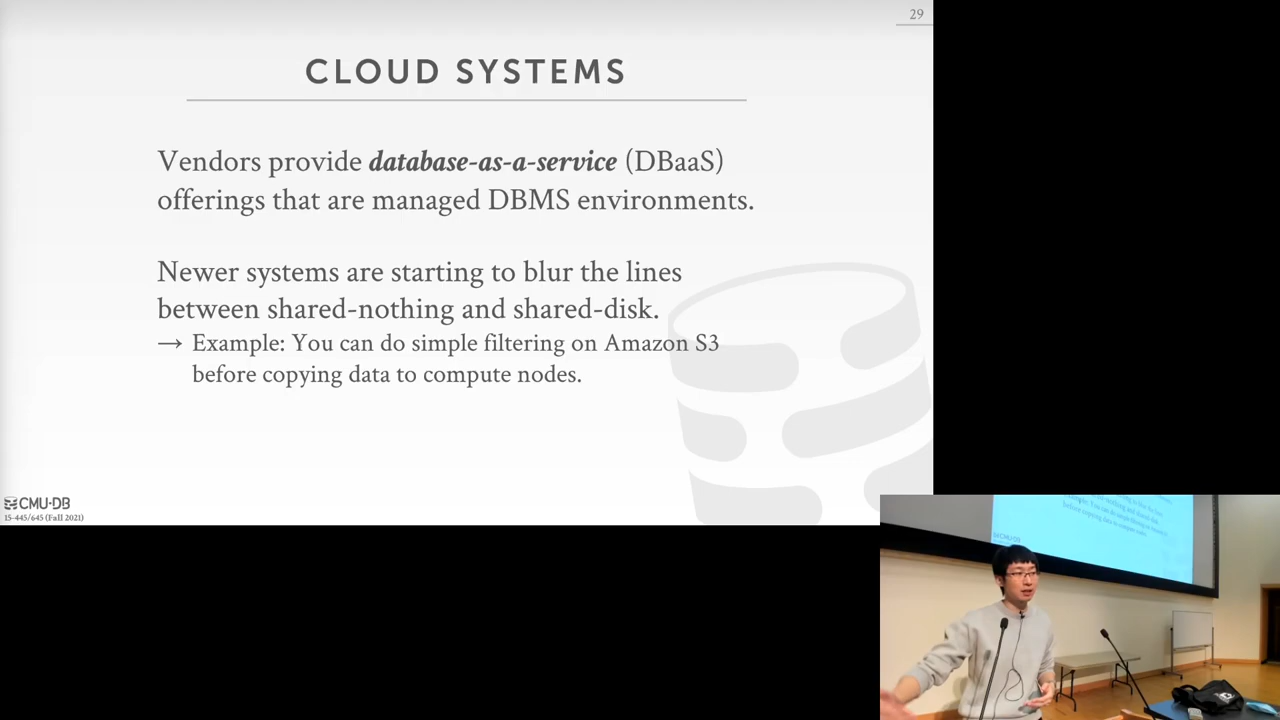 29
CLOUD SYSTEMS
Vendors provide database-as-a-service (DBaaS)
offerings that are managed DBMS environments.
Newer systems are starting to blur the lines
between shared-nothing and shared-disk.
→ Example: You can do simple filtering on Amazon S3
before copying data to compute nodes.
CMU·DB
15-445/645 (Fall 2021)